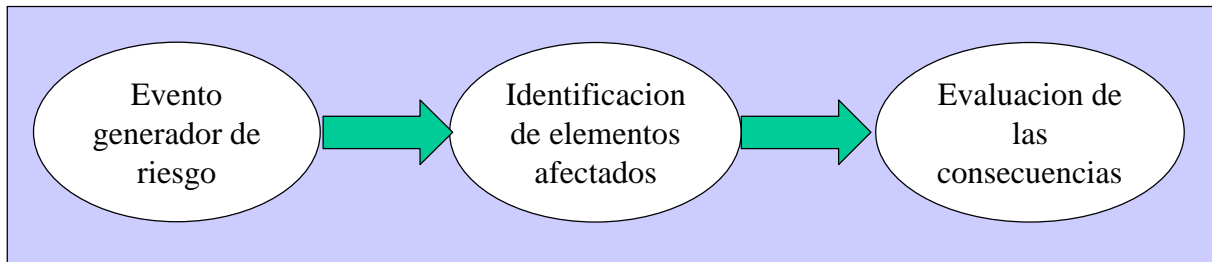 Evento
generador de
riesgo
Identificacion
de elementos
afectados
Evaluacion de
las
consecuencias